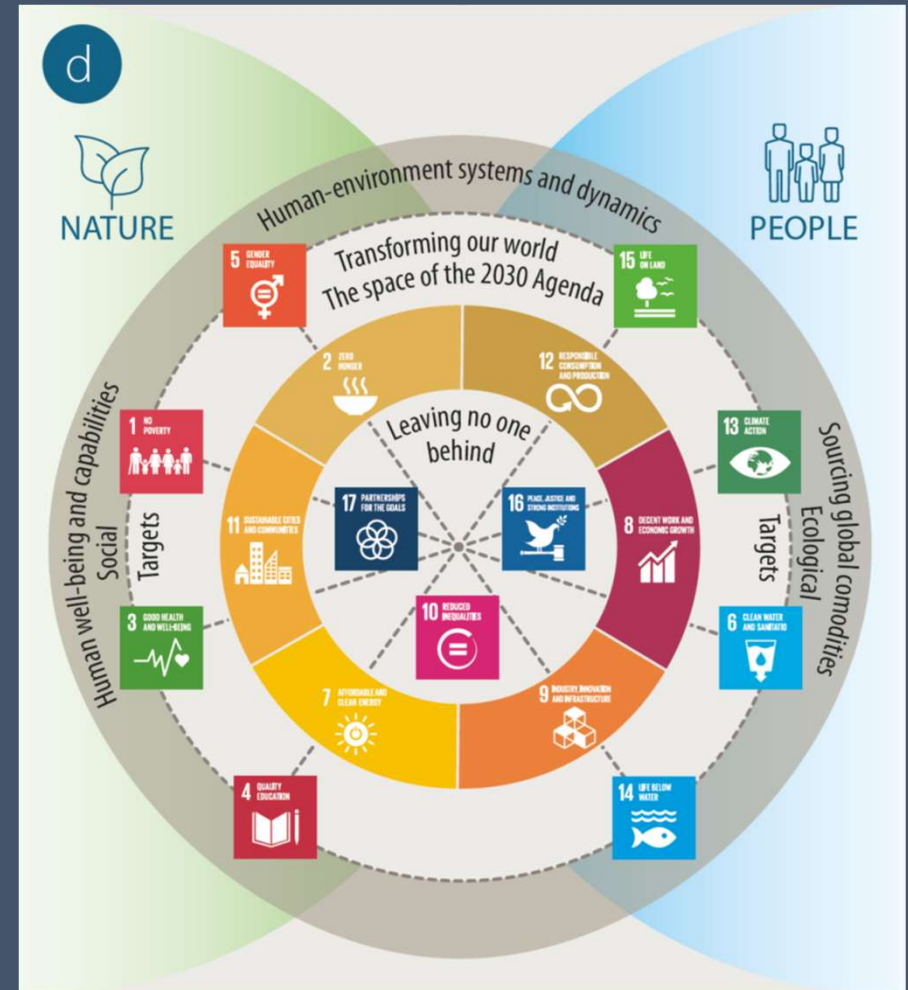 d
NATURE
PEOPLE
Human-environment systems and dynamics
Transforming our world
The space of the 2030 Agenda
5 GENDER
EQUALITY
15 LIFE
ON LAND
2 ZERO
HUNGER
12 RESPONSIBLE
CONSUMPTION
AND PRODUCTION
Leaving no one
behind
1 NO
POVERTY
13 CLIMATE
ACTION
17 PARTNERSHIPS
FOR THE GOALS
16 PEACE, JUSTICE AND
STRONG INSTITUTIONS
11 SUSTAINABLE CITIES
AND COMMUNITIES
8 DECENT WORK AND
ECONOMIC GROWTH
Human well-being and capabilities
Social
Targets
Targets
Ecological
Sourcing global comodities
3 GOOD HEALTH
AND WELL-BEING
10 REDUCED
INEQUALITIES
6 CLEAN WATER
AND SANITATIO
7 AFFORDABLE AND
CLEAN ENERGY
9 INDUSTRY, INNOVATION
AND INFRASTRUCTURE
4 QUALITY
EDUCATION
14 LIFE BELOW
WATER